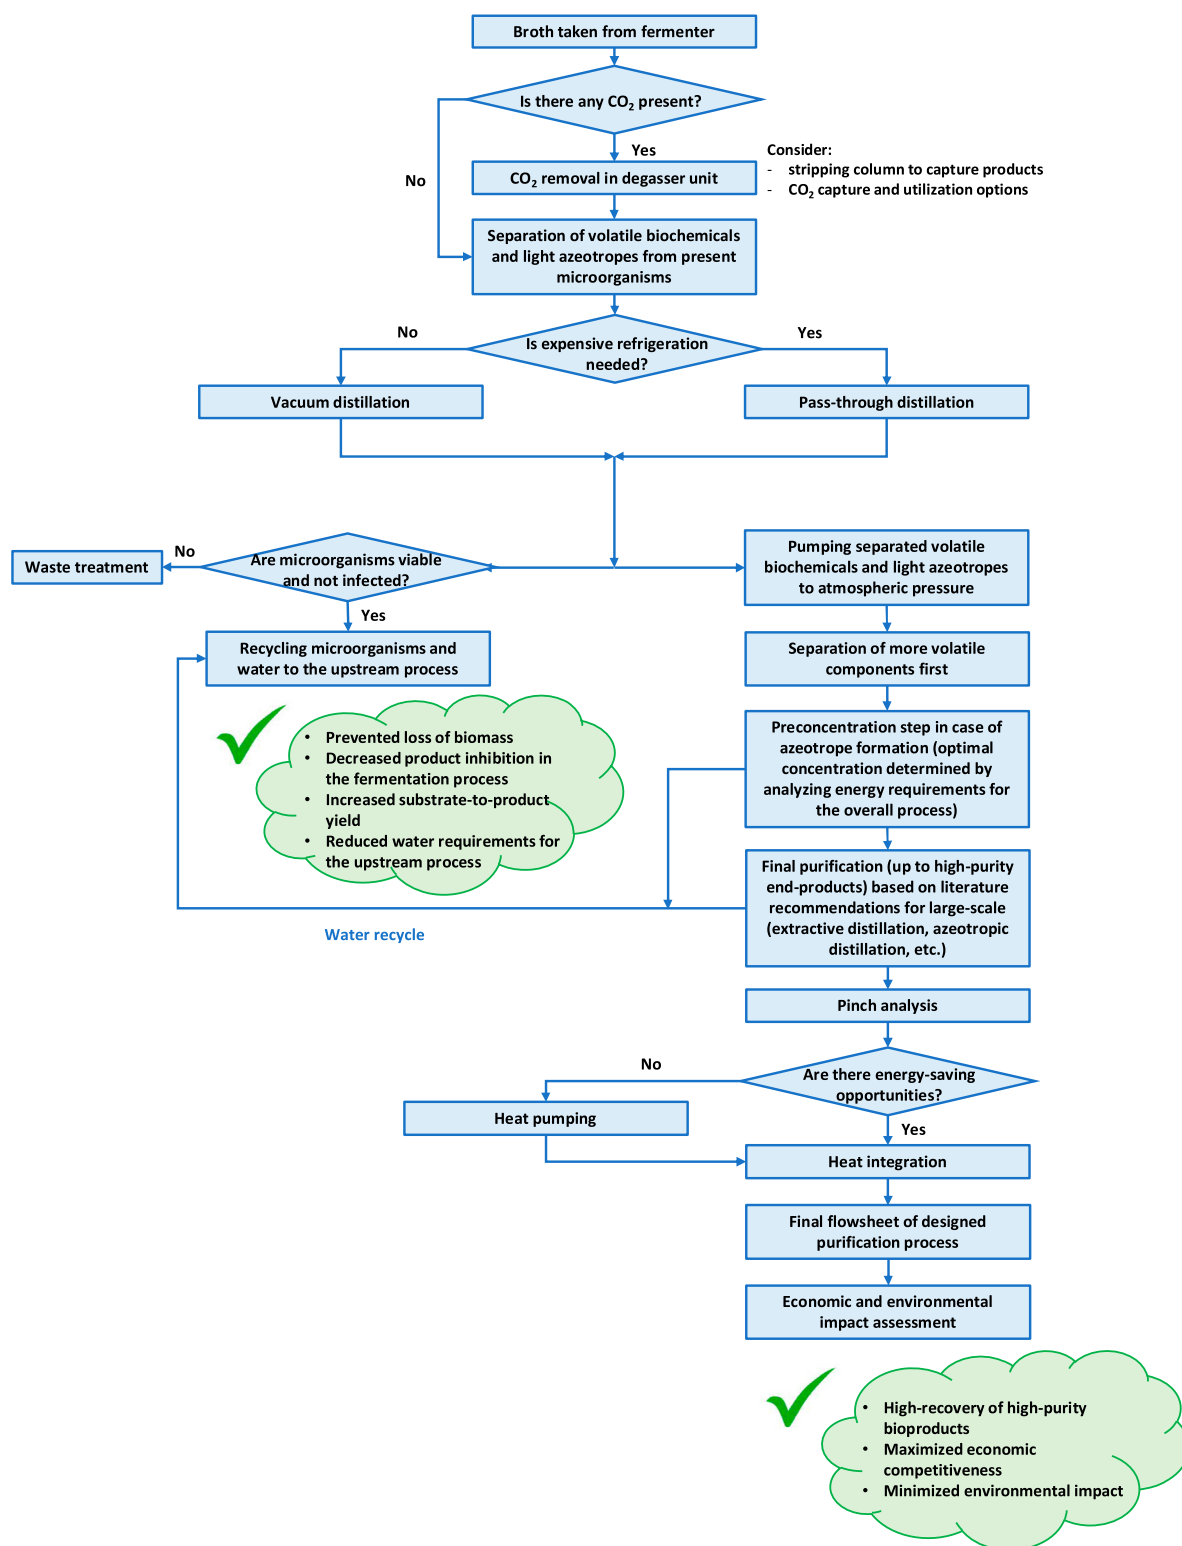 Broth taken from fermenter
Is there any CO₂ present?
Yes
No
Consider:
- stripping column to capture products
- CO₂ capture and utilization options
CO₂ removal in degasser unit
Separation of volatile biochemicals
and light azeotropes from present
microorganisms
No
Yes
Is expensive refrigeration
needed?
Vacuum distillation
Pass-through distillation
No
Waste treatment
Are microorganisms viable
and not infected?
Yes
Pumping separated volatile
biochemicals and light azeotropes
to atmospheric pressure
Recycling microorganisms and
water to the upstream process
Separation of more volatile
components first
• Prevented loss of biomass
• Decreased product inhibition in
the fermentation process
• Increased substrate-to-product
yield
• Reduced water requirements for
the upstream process
Preconcentration step in case of
azeotrope formation (optimal
concentration determined by
analyzing energy requirements for
the overall process)
Final purification (up to high-purity
end-products) based on literature
recommendations for large-scale
(extractive distillation, azeotropic
distillation, etc.)
Water recycle
Pinch analysis
No
Are there energy-saving
opportunities?
Yes
Heat pumping
Heat integration
Final flowsheet of designed
purification process
Economic and environmental
impact assessment
• High-recovery of high-purity
bioproducts
• Maximized economic
competitiveness
• Minimized environmental impact